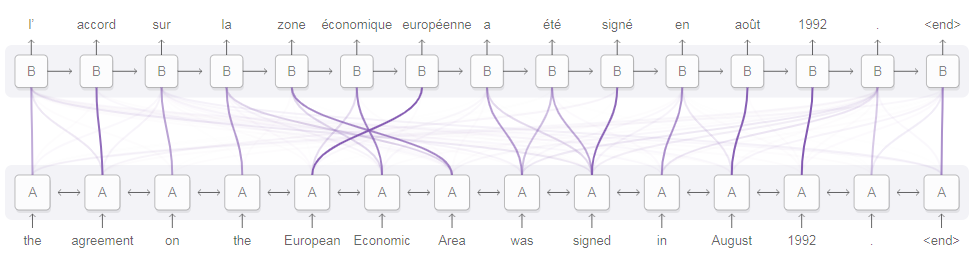 l' accord sur la zone économique européenne a été signé en août 1992 . <end>
B B B B B B B B B B B B B B B
A A A A A A A A A A A A A A
the agreement on the European Economic Area was signed in August 1992 . <end>